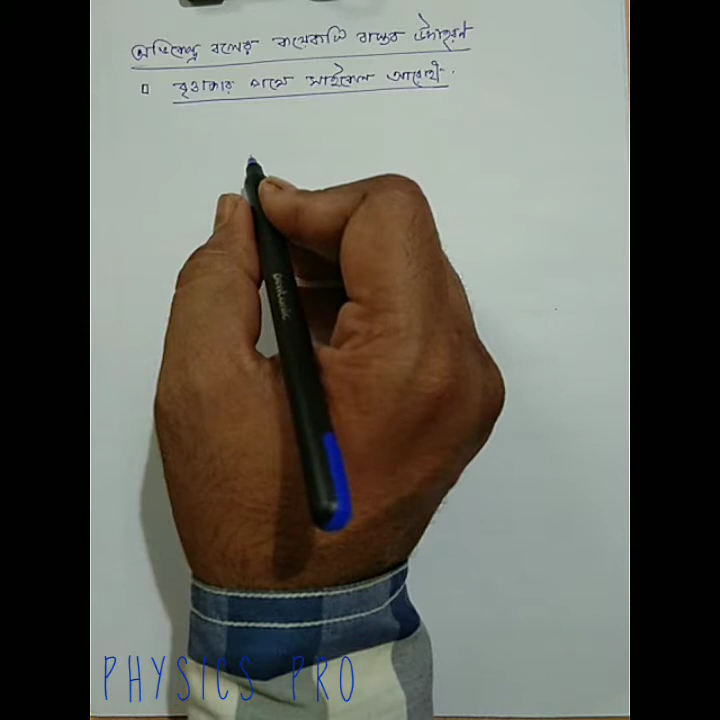 অভিকেন্দ্র বলের কয়েকটি বাস্তব উদাহরণ
বৃত্তাকার পথে সাইকেল আরোহী
PHYSICS PRO